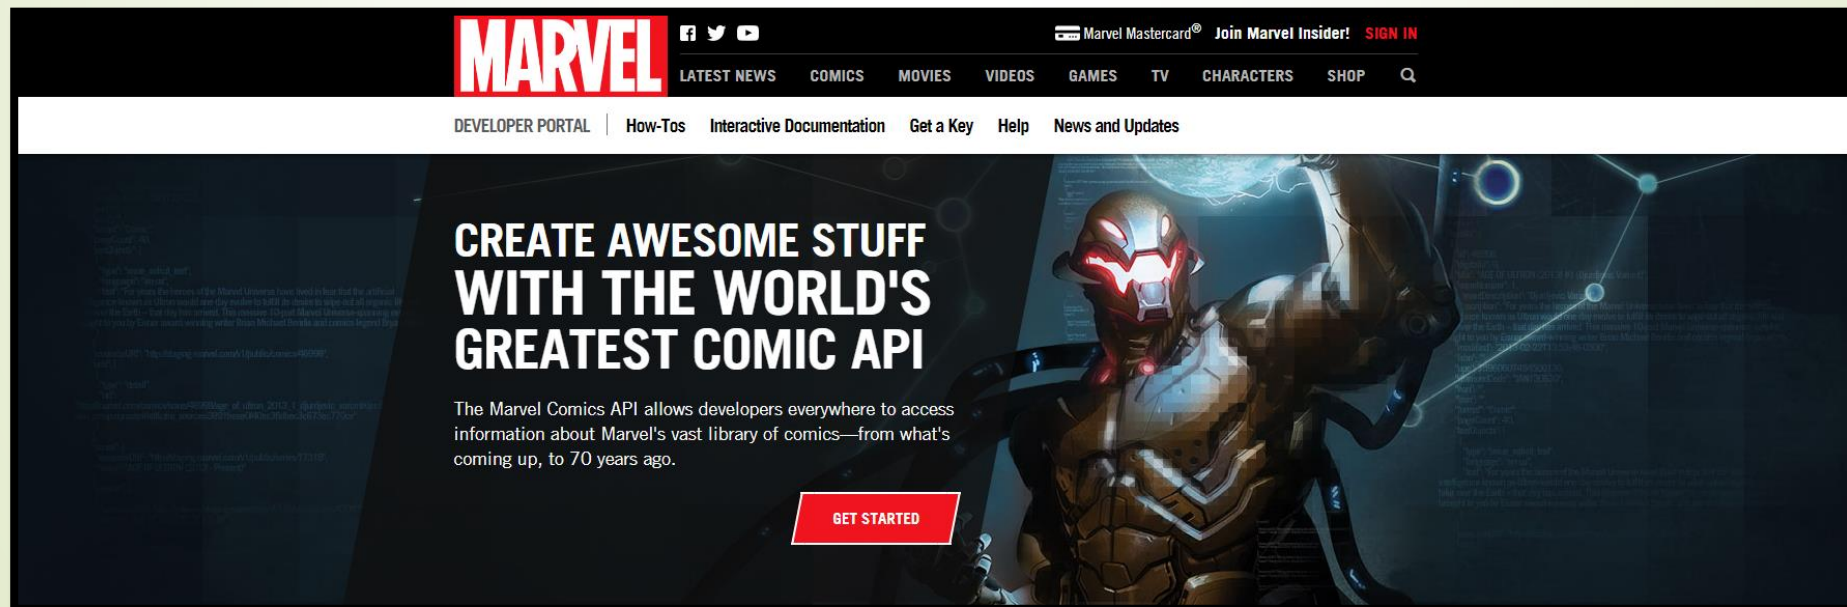 MARVEL
Marvel Mastercard® Join Marvel Insider! SIGN IN
LATEST NEWS COMICS MOVIES VIDEOS GAMES TV CHARACTERS SHOP
DEVELOPER PORTAL How-Tos Interactive Documentation Get a Key Help News and Updates
CREATE AWESOME STUFF
WITH THE WORLD'S
GREATEST COMIC API
The Marvel Comics API allows developers everywhere to access
information about Marvel's vast library of comics—from what's
coming up, to 70 years ago.
GET STARTED